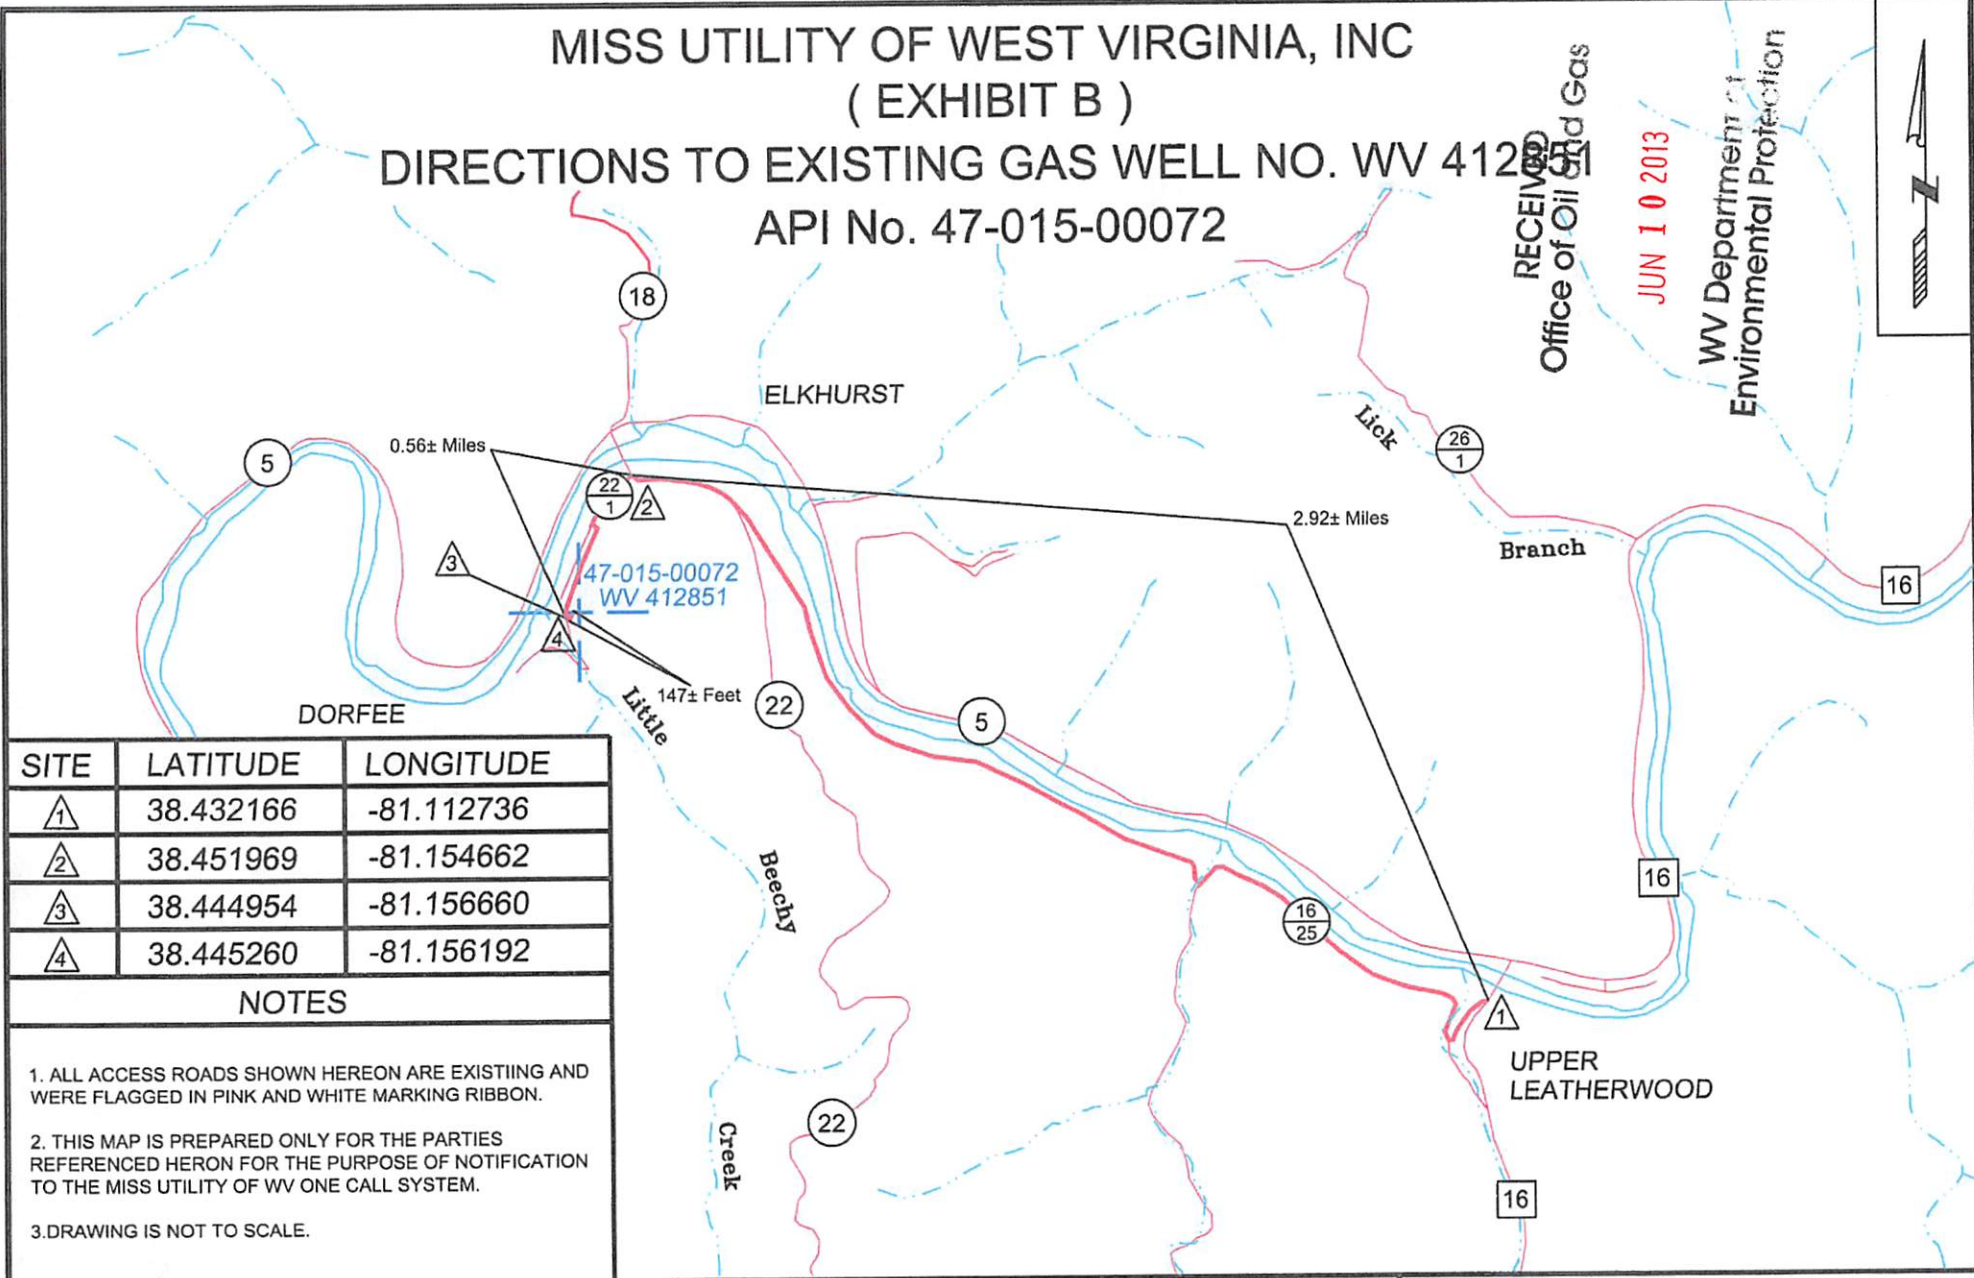 MISS UTILITY OF WEST VIRGINIA, INC
( EXHIBIT B )
DIRECTIONS TO EXISTING GAS WELL NO. WV 412851
API No. 47-015-00072
RECEIVED
Office of Oil and Gas
JUN 10 2013
WV Department of
Environmental Protection
N
18
ELKHURST
5
0.56± Miles
22
1
2
Lick
26
1
2.92± Miles
Branch
16
3
47-015-00072
WV 412851
4
147± Feet
22
5
DORFEE
Little
SITE LATITUDE LONGITUDE
1 38.432166 -81.112736
2 38.451969 -81.154662
3 38.444954 -81.156660
4 38.445260 -81.156192
Beechy
16
16
25
1
UPPER
LEATHERWOOD
NOTES
1. ALL ACCESS ROADS SHOWN HEREON ARE EXISTIING AND
WERE FLAGGED IN PINK AND WHITE MARKING RIBBON.
2. THIS MAP IS PREPARED ONLY FOR THE PARTIES
REFERENCED HERON FOR THE PURPOSE OF NOTIFICATION
TO THE MISS UTILITY OF WV ONE CALL SYSTEM.
3.DRAWING IS NOT TO SCALE.
22
Creek
16